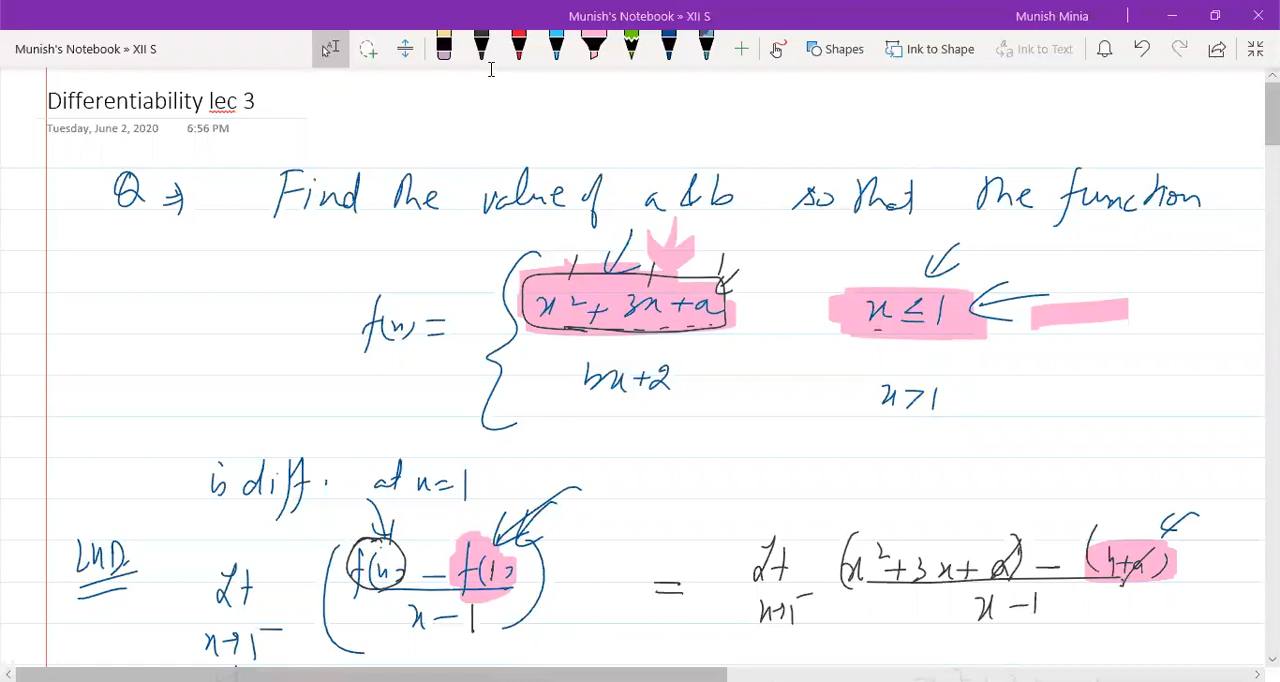 Munish's Notebook » XII S
Munish Minia
Munish's Notebook » XII S
Shapes Ink to Shape Ink to Text
Differentiability lec 3
Tuesday, June 2, 2020 6:56 PM
Q ⇒ Find the value of a & b so that the function
f(x) = { x² + 3x + a x ≤ 1
bx + 2 x > 1
is diff. at x = 1
LHD
Lt x→1⁻ (f(x) − f(1))/(x − 1) = Lt x→1⁻ ((x² + 3x + a) − (4 + a))/(x − 1)